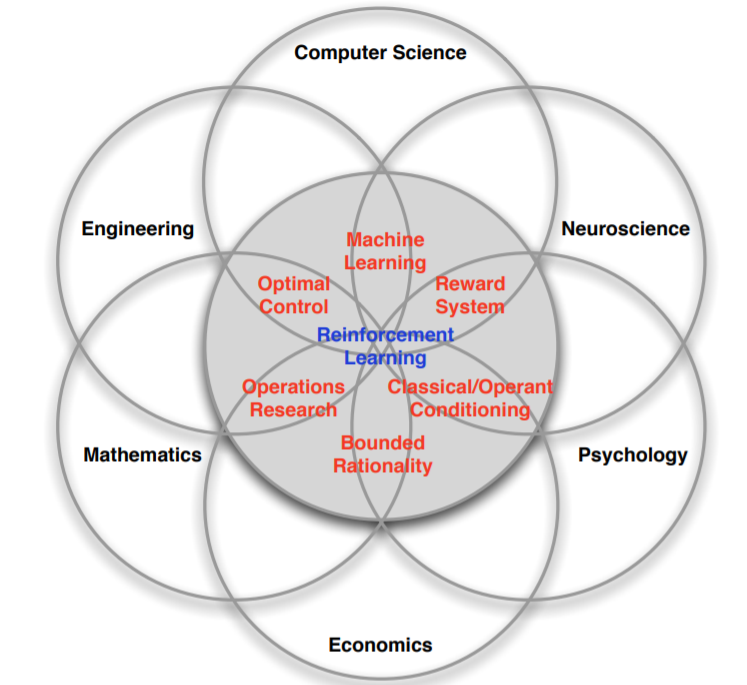 Computer Science
Engineering
Neuroscience
Machine
Learning
Optimal
Control
Reward
System
Reinforcement
Learning
Operations
Research
Classical/Operant
Conditioning
Bounded
Rationality
Mathematics
Psychology
Economics